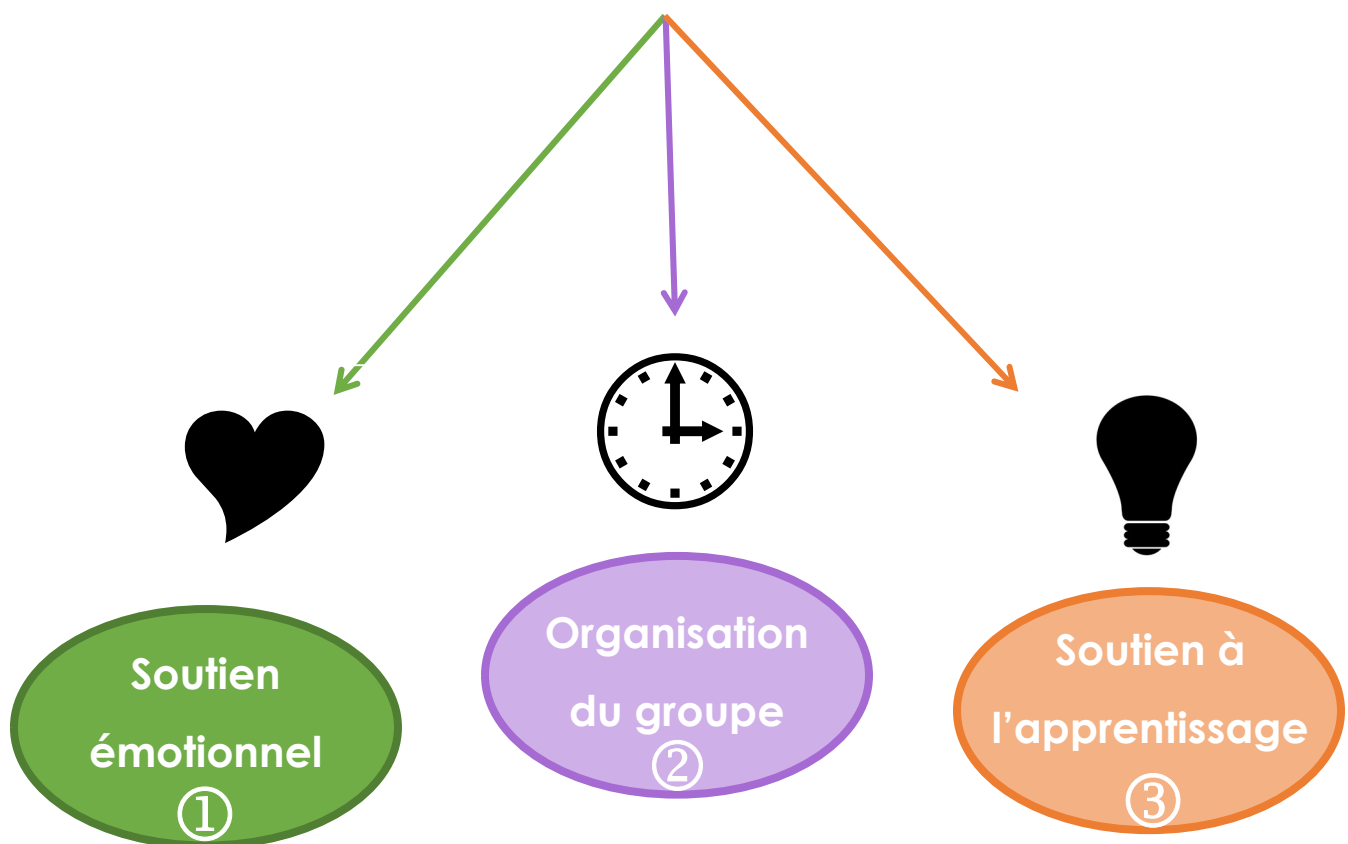 Soutien
émotionnel
①
Organisation
du groupe
②
Soutien à
l’apprentissage
③